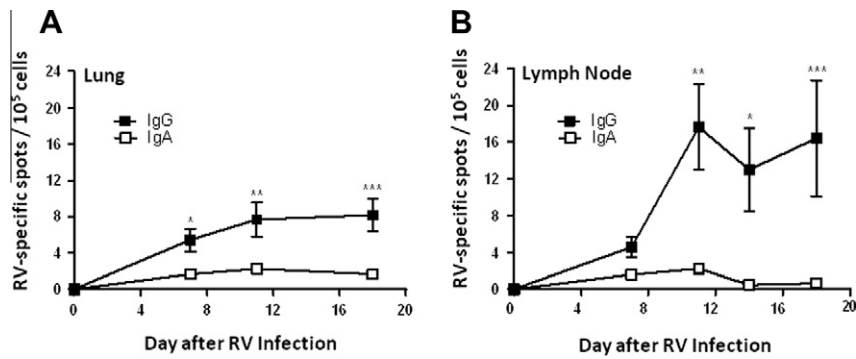 A
RV-specific spots / 10⁵ cells
24
20
16
12
8
4
0
Lung
IgG
IgA
*
**
***
0 4 8 12 16 20
Day after RV Infection
B
RV-specific spots / 10⁵ cells
24
20
16
12
8
4
0
Lymph Node
IgG
IgA
**
*
***
0 4 8 12 16 20
Day after RV Infection